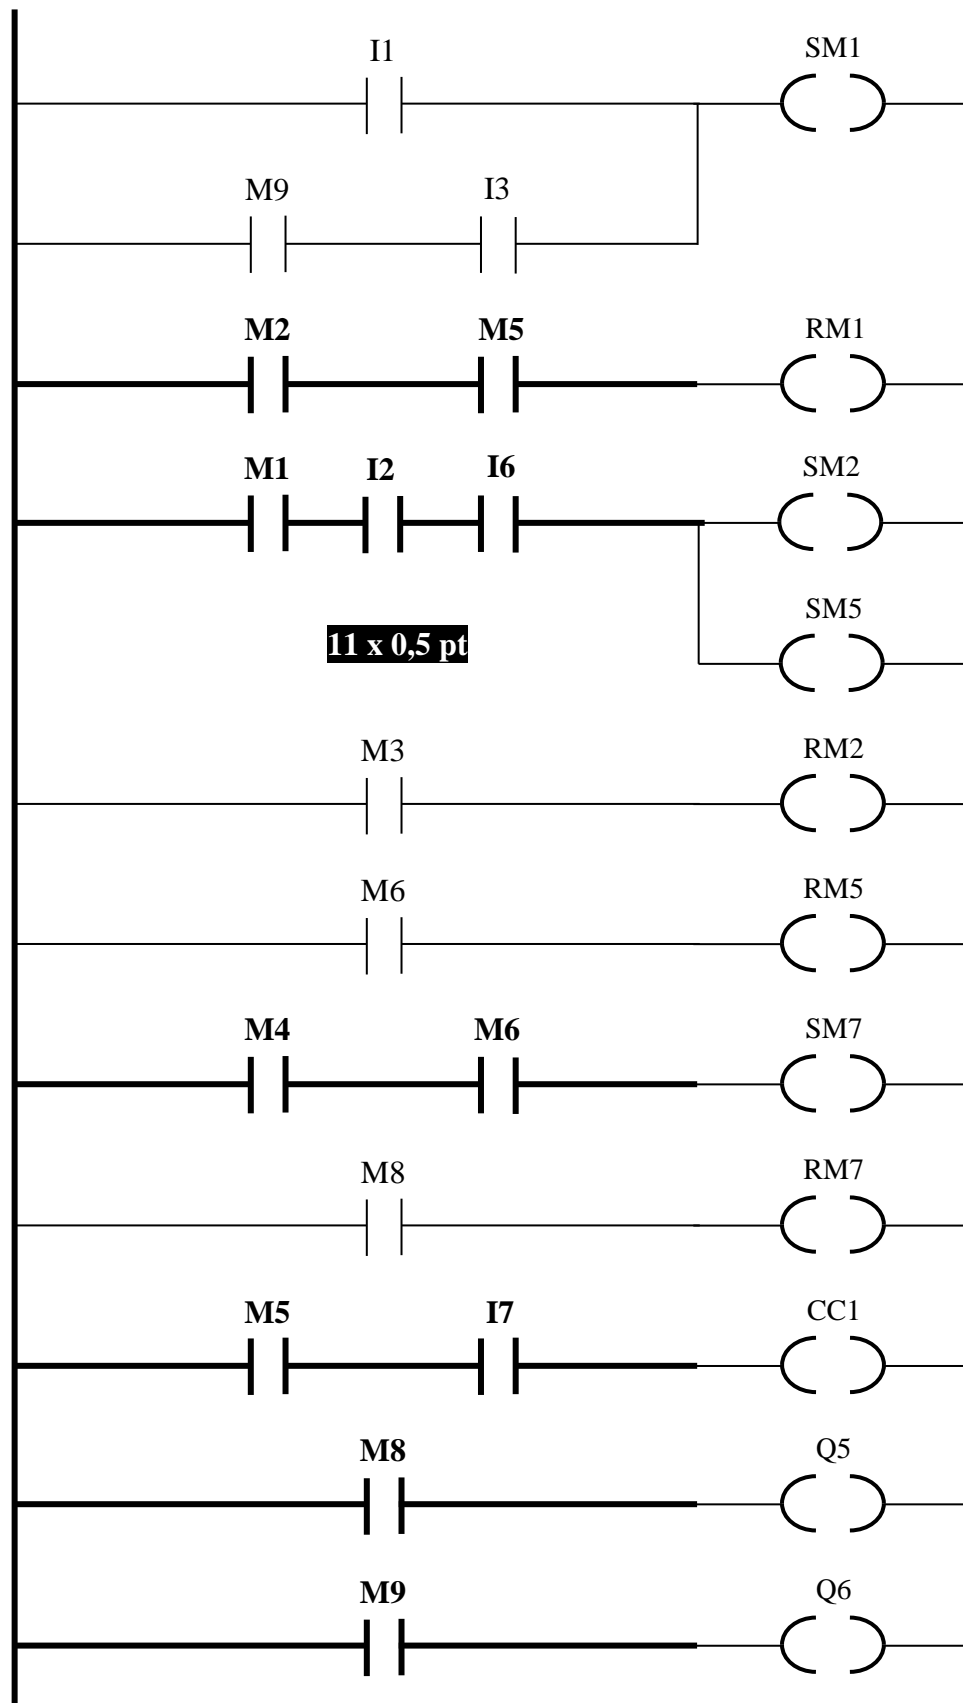 I1 SM1
M9 I3
M2 M5 RM1
M1 I2 I6 SM2
SM5
11 x 0,5 pt
M3 RM2
M6 RM5
M4 M6 SM7
M8 RM7
M5 I7 CC1
M8 Q5
M9 Q6